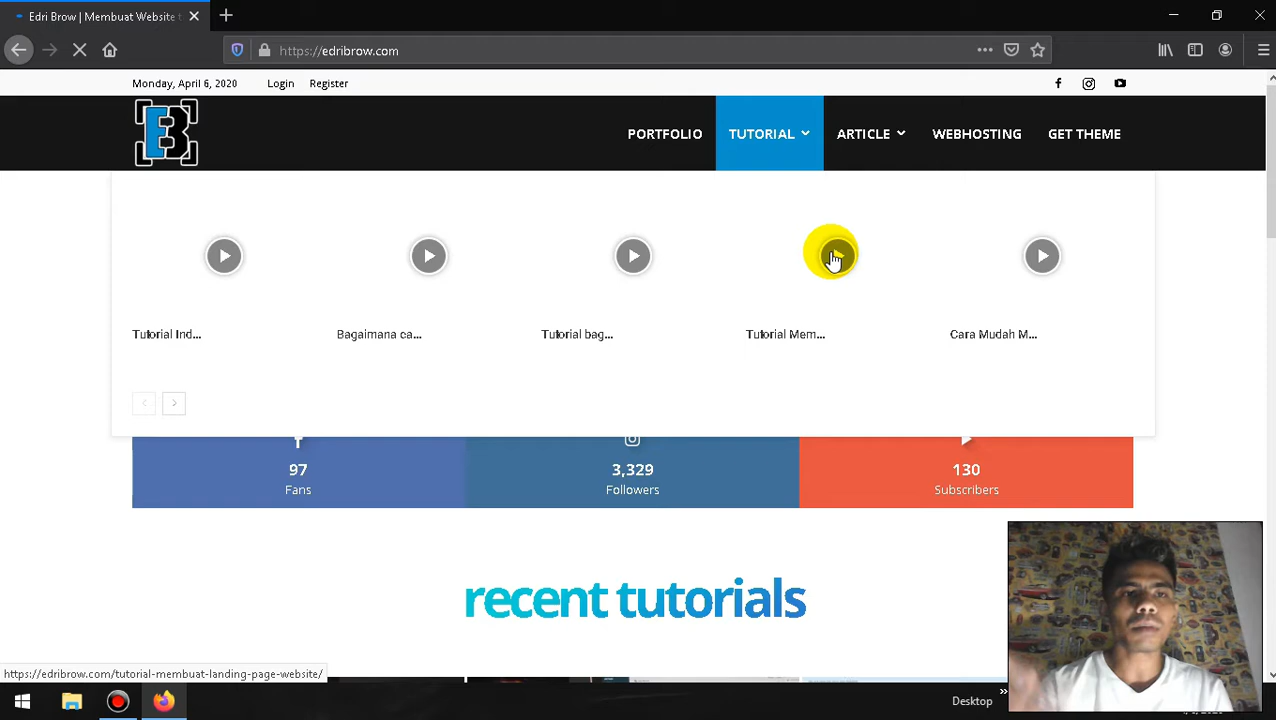 Edri Brow | Membuat Website t
https://edribrow.com
Monday, April 6, 2020 Login Register
EB
PORTFOLIO TUTORIAL ARTICLE WEBHOSTING GET THEME
Tutorial Ind... Bagaimana ca... Tutorial bag... Tutorial Mem... Cara Mudah M...
97 3,329 130
Fans Followers Subscribers
recent tutorials
https://edribrow.com/tutorial-membuat-landing-page-website/
Desktop